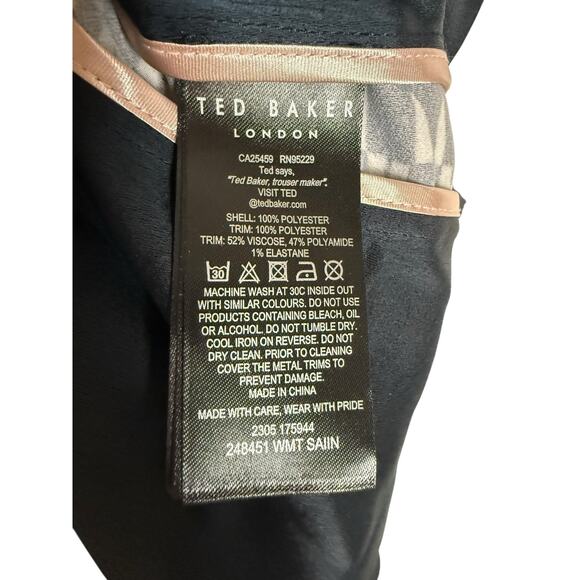 TED BAKER
LONDON
CA25459 RN95229
Ted says,
"Ted Baker, trouser maker".
VISIT TED
@tedbaker.com
SHELL: 100% POLYESTER
TRIM: 100% POLYESTER
TRIM: 52% VISCOSE, 47% POLYAMIDE
1% ELASTANE
30
MACHINE WASH AT 30C INSIDE OUT
WITH SIMILAR COLOURS. DO NOT USE
PRODUCTS CONTAINING BLEACH, OIL
OR ALCOHOL. DO NOT TUMBLE DRY.
COOL IRON ON REVERSE. DO NOT
DRY CLEAN. PRIOR TO CLEANING
COVER THE METAL TRIMS TO
PREVENT DAMAGE.
MADE IN CHINA
MADE WITH CARE, WEAR WITH PRIDE
2305 175944
248451 WMT SAIIN